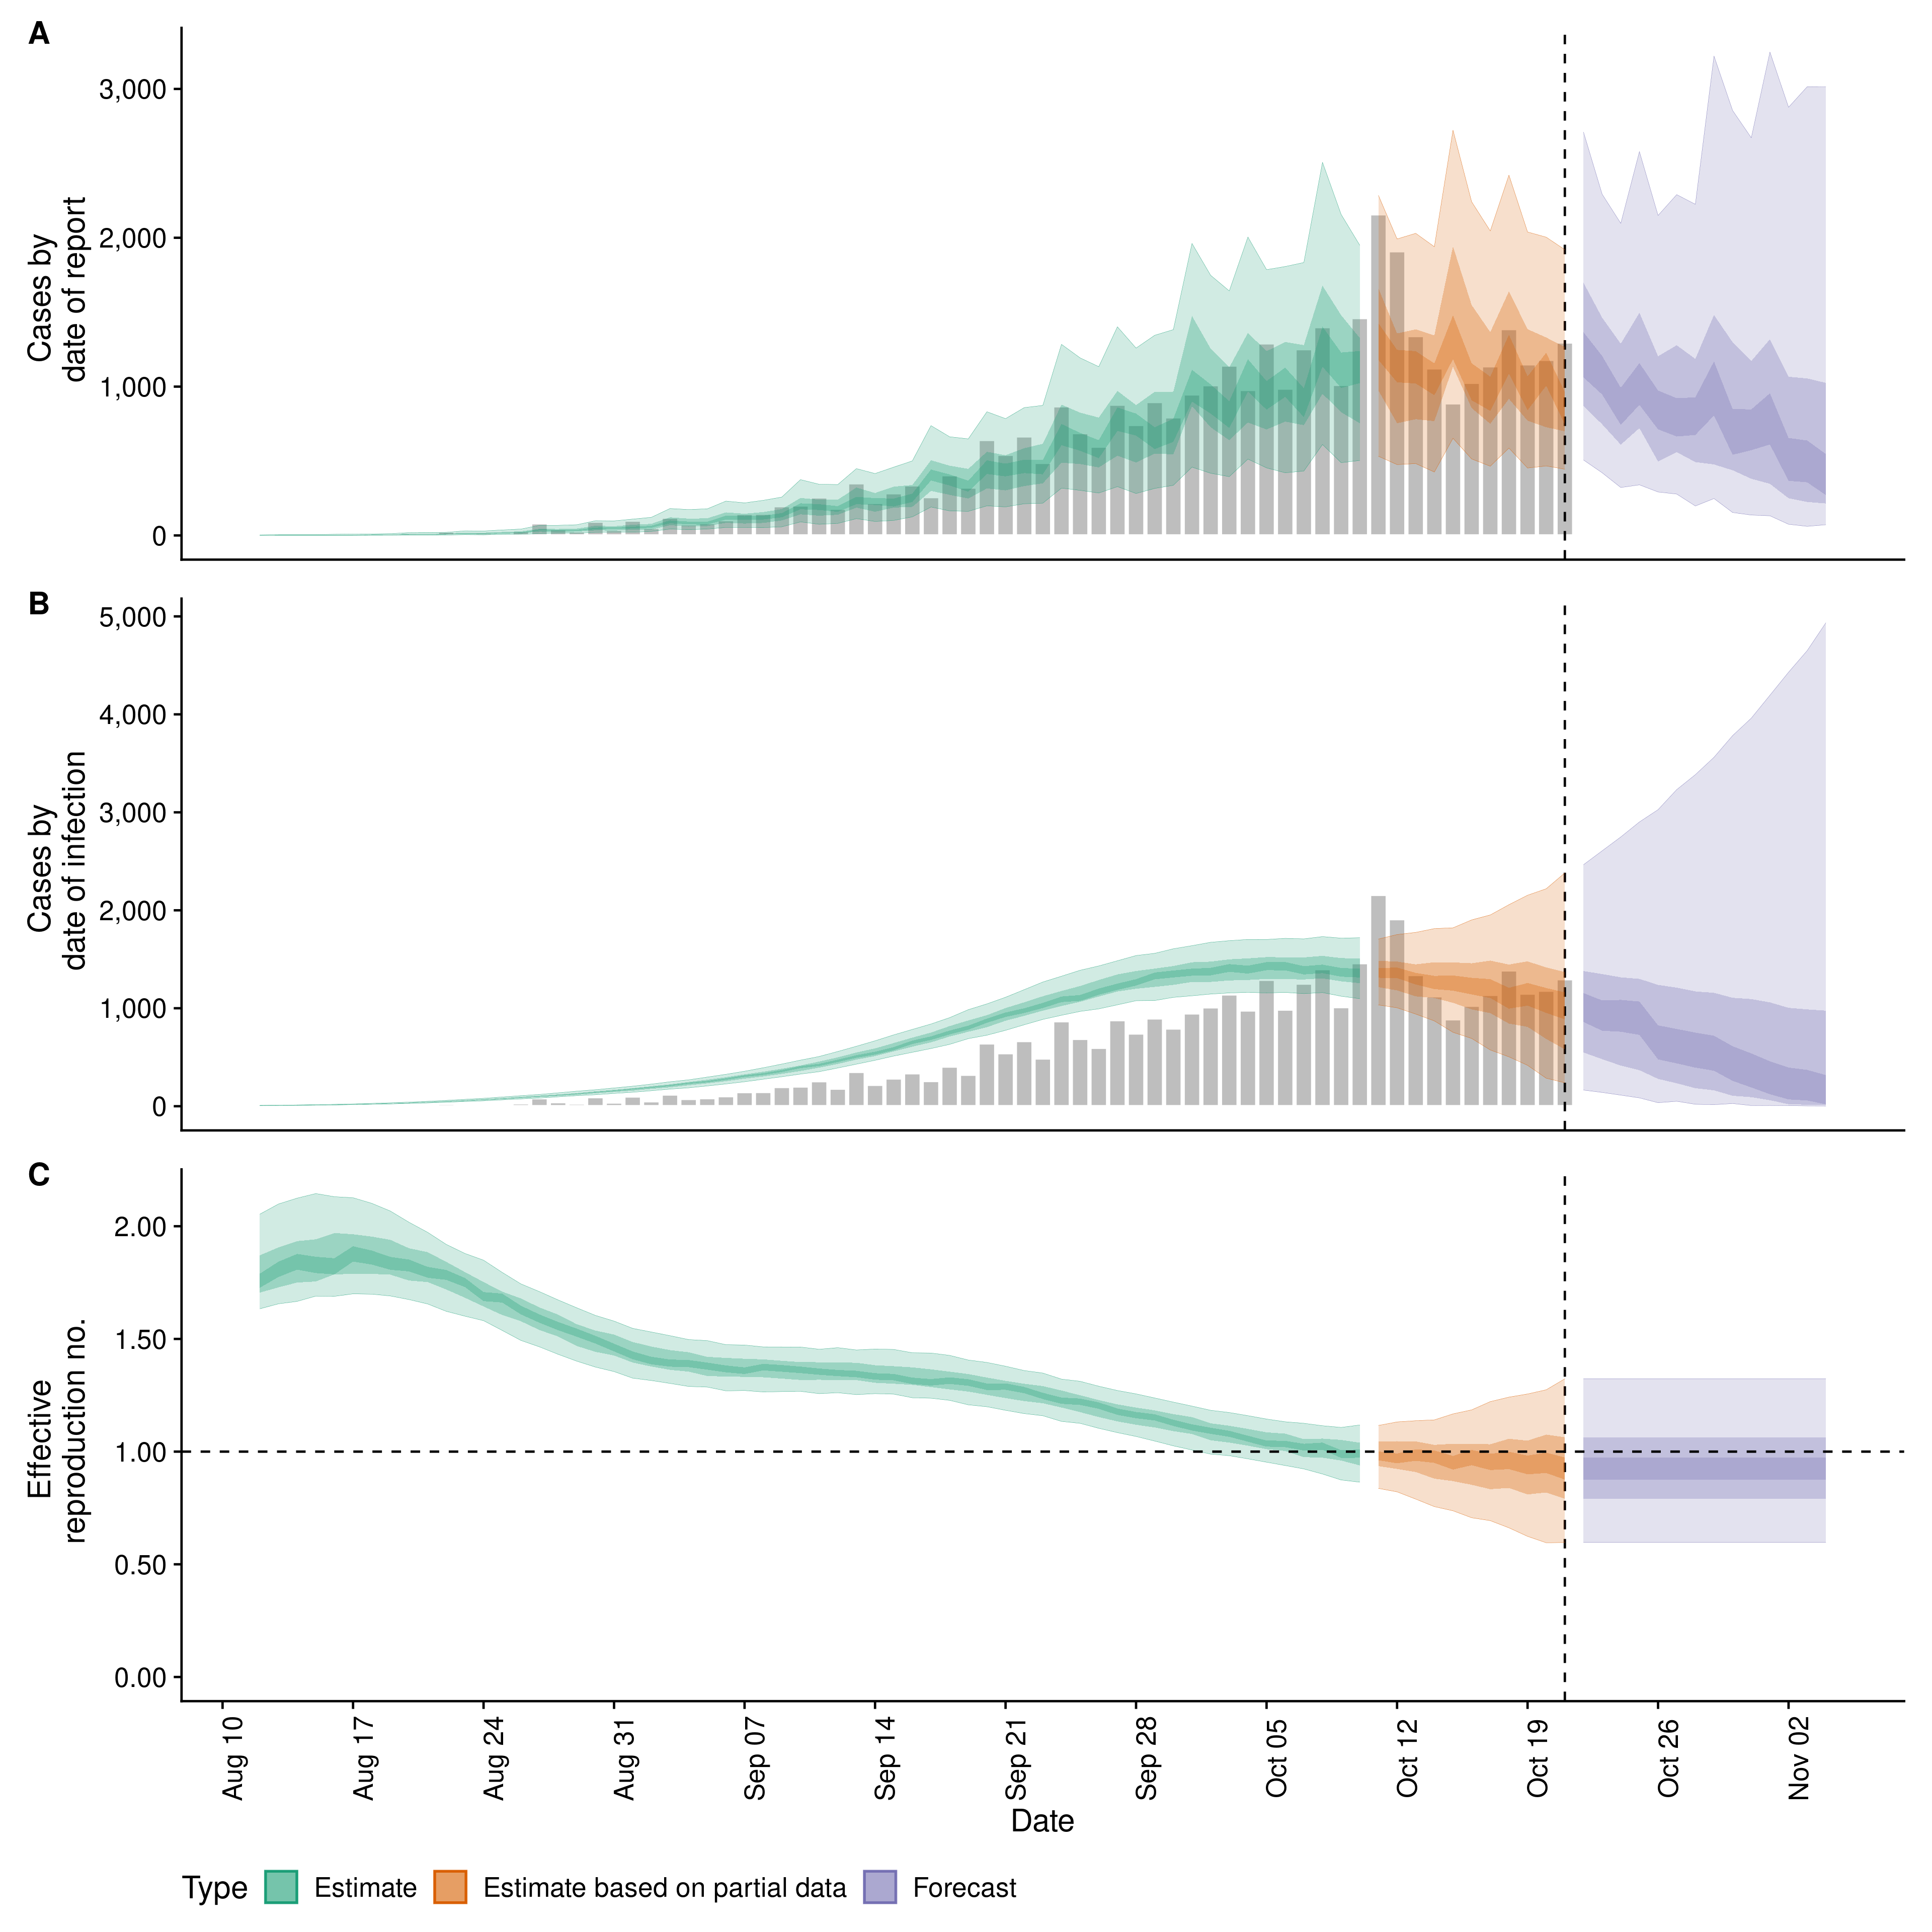 A
Cases by
date of report
3,000
2,000
1,000
0
B
Cases by
date of infection
5,000
4,000
3,000
2,000
1,000
0
C
Effective
reproduction no.
2.00
1.50
1.00
0.50
0.00
Aug 10
Aug 17
Aug 24
Aug 31
Sep 07
Sep 14
Sep 21
Sep 28
Oct 05
Oct 12
Oct 19
Oct 26
Nov 02
Date
Type
Estimate
Estimate based on partial data
Forecast